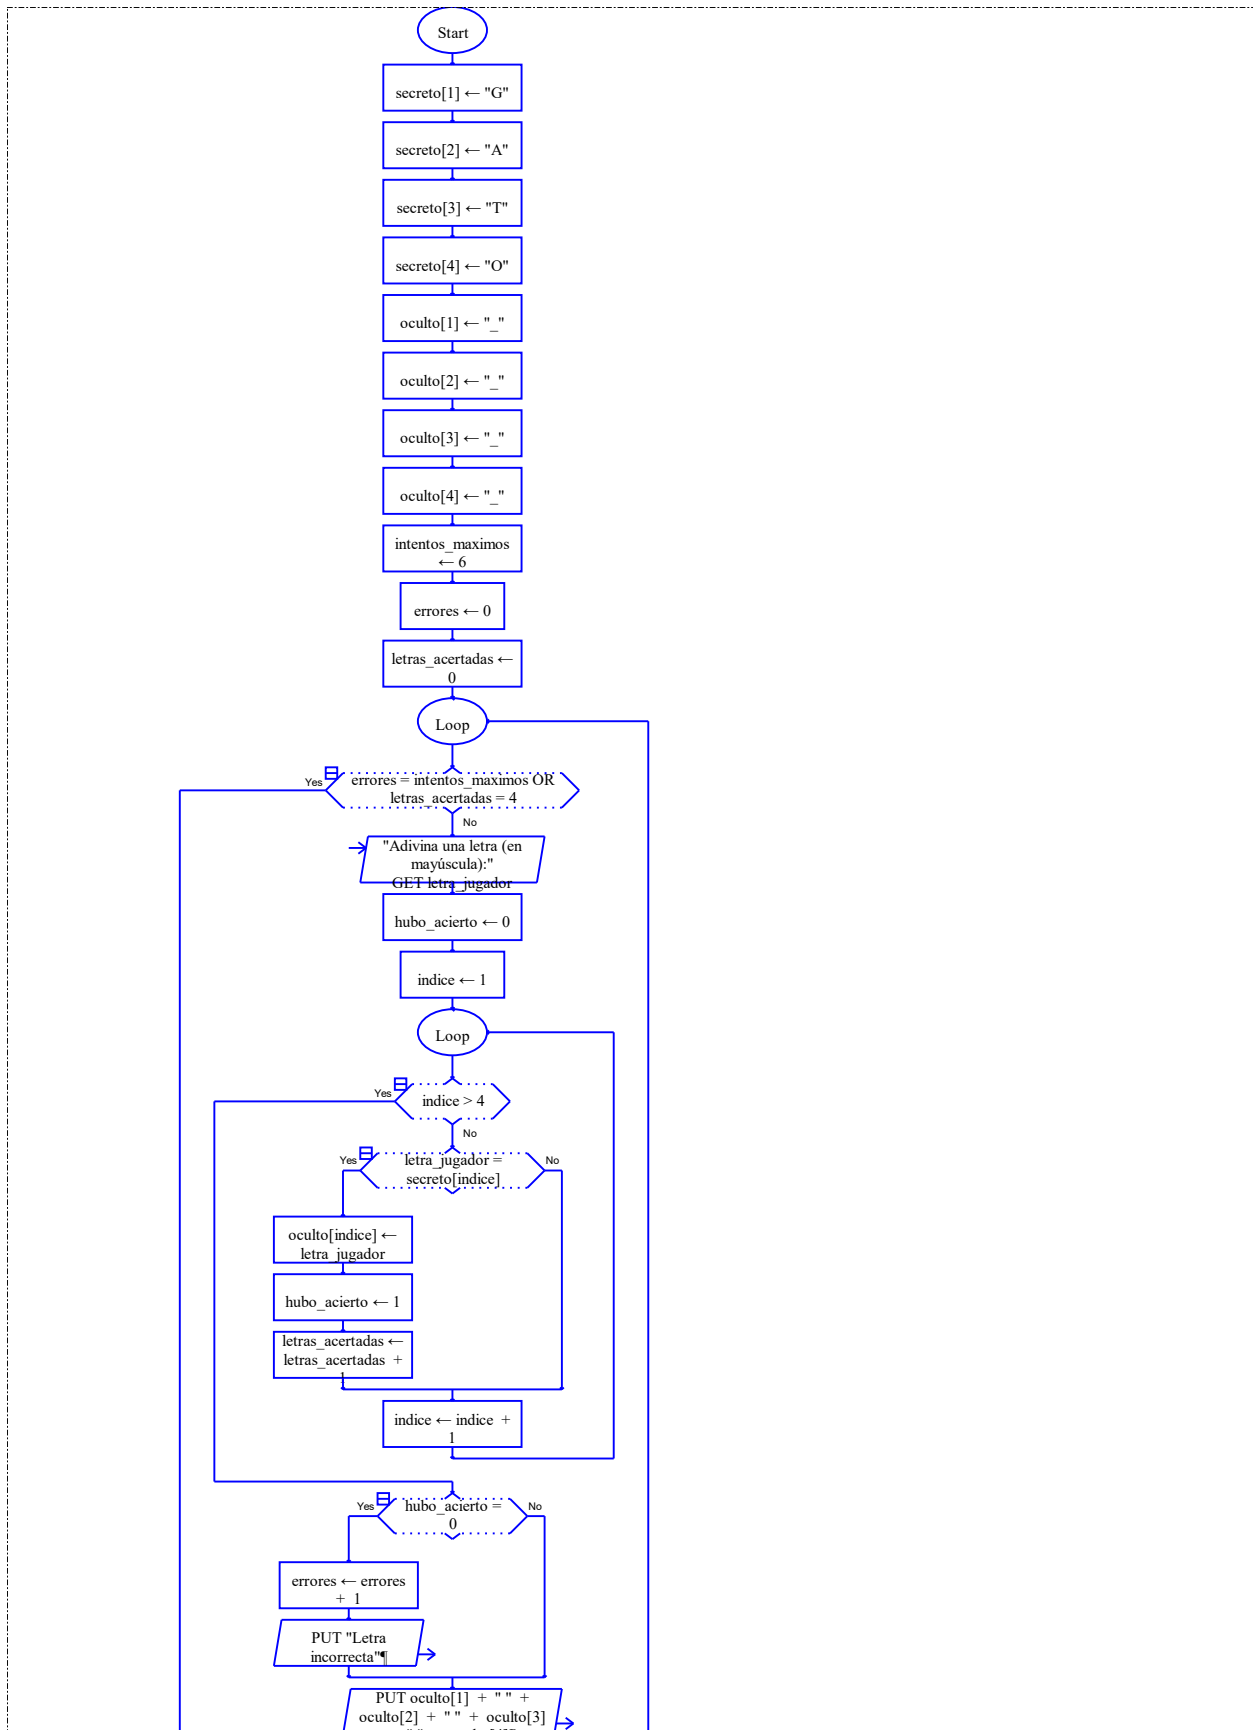 Start
secreto[1] ← "G"
secreto[2] ← "A"
secreto[3] ← "T"
secreto[4] ← "O"
oculto[1] ← "_"
oculto[2] ← "_"
oculto[3] ← "_"
oculto[4] ← "_"
intentos_maximos
← 6
errores ← 0
letras_acertadas ←
0
Loop
Yes
errores = intentos_maximos OR
letras_acertadas = 4
No
"Adivina una letra (en
mayúscula):"
GET letra_jugador
hubo_acierto ← 0
indice ← 1
Loop
Yes
indice > 4
No
Yes
letra_jugador =
secreto[indice]
No
oculto[indice] ←
letra_jugador
hubo_acierto ← 1
letras_acertadas ←
letras_acertadas +
1
indice ← indice +
1
Yes
hubo_acierto =
0
No
errores ← errores
+ 1
PUT "Letra
incorrecta"¶
PUT oculto[1] + " " +
oculto[2] + " " + oculto[3]